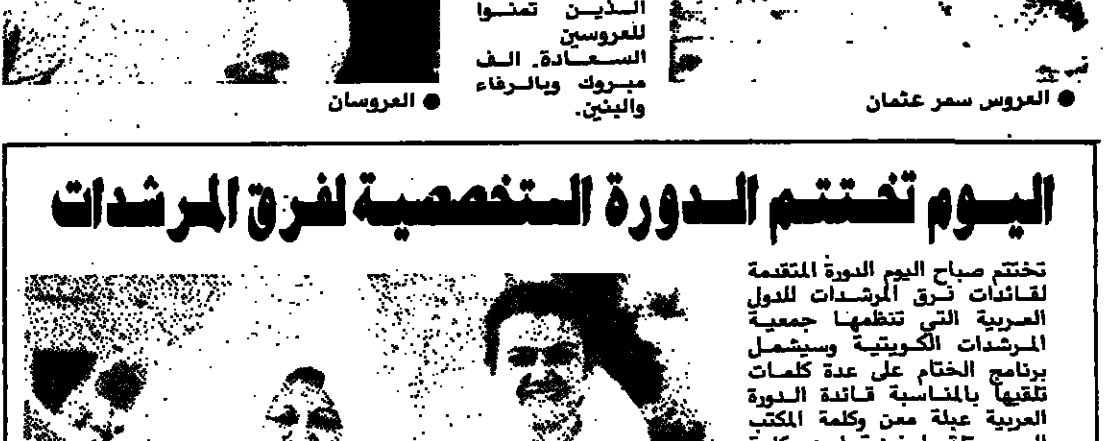 الذين تمنوا
للعروسين
السعادة. الف
مبروك وبالرفاء
والبنين.
● العروس سمر عثمان
● العروسان
اليوم تختتم الدورة المتخصصية لفرق المرشدات
تختتم صباح اليوم الدورة المتقدمة
لقائدات فرق المرشدات للدول
العربية التي تنظمها جمعية
المرشدات الكويتية وسيشمل
برنامج الختام على عدة كلمات
تلقيها بالمناسبة قائدة الدورة
العربية عبلة معن وكلمة المكتب